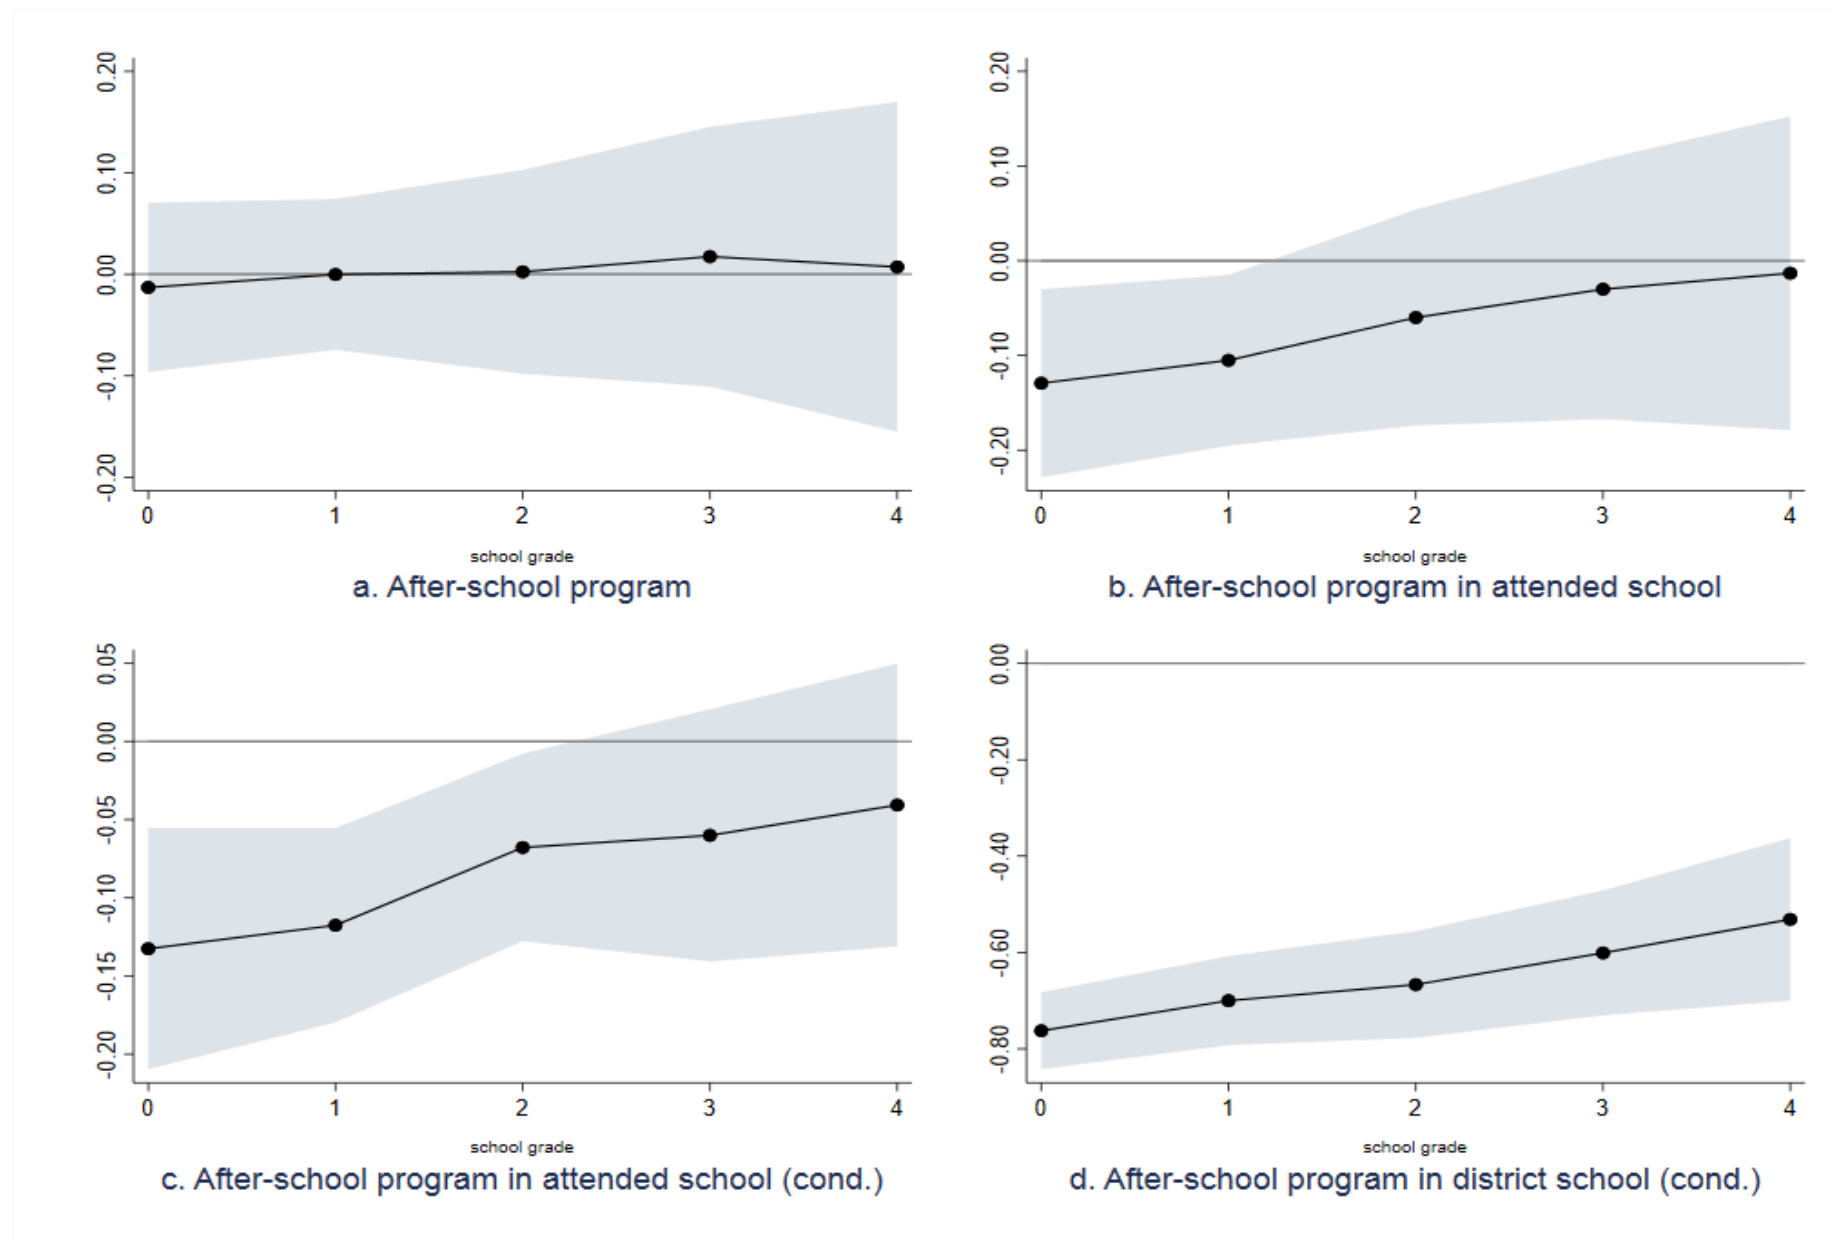 0.20
0.10
0.00
-0.10
-0.20
0 1 2 3 4
school grade
a. After-school program
0.20
0.10
0.00
-0.10
-0.20
0 1 2 3 4
school grade
b. After-school program in attended school
0.05
0.00
-0.05
-0.10
-0.15
-0.20
0 1 2 3 4
school grade
c. After-school program in attended school (cond.)
0.00
-0.20
-0.40
-0.60
-0.80
0 1 2 3 4
school grade
d. After-school program in district school (cond.)